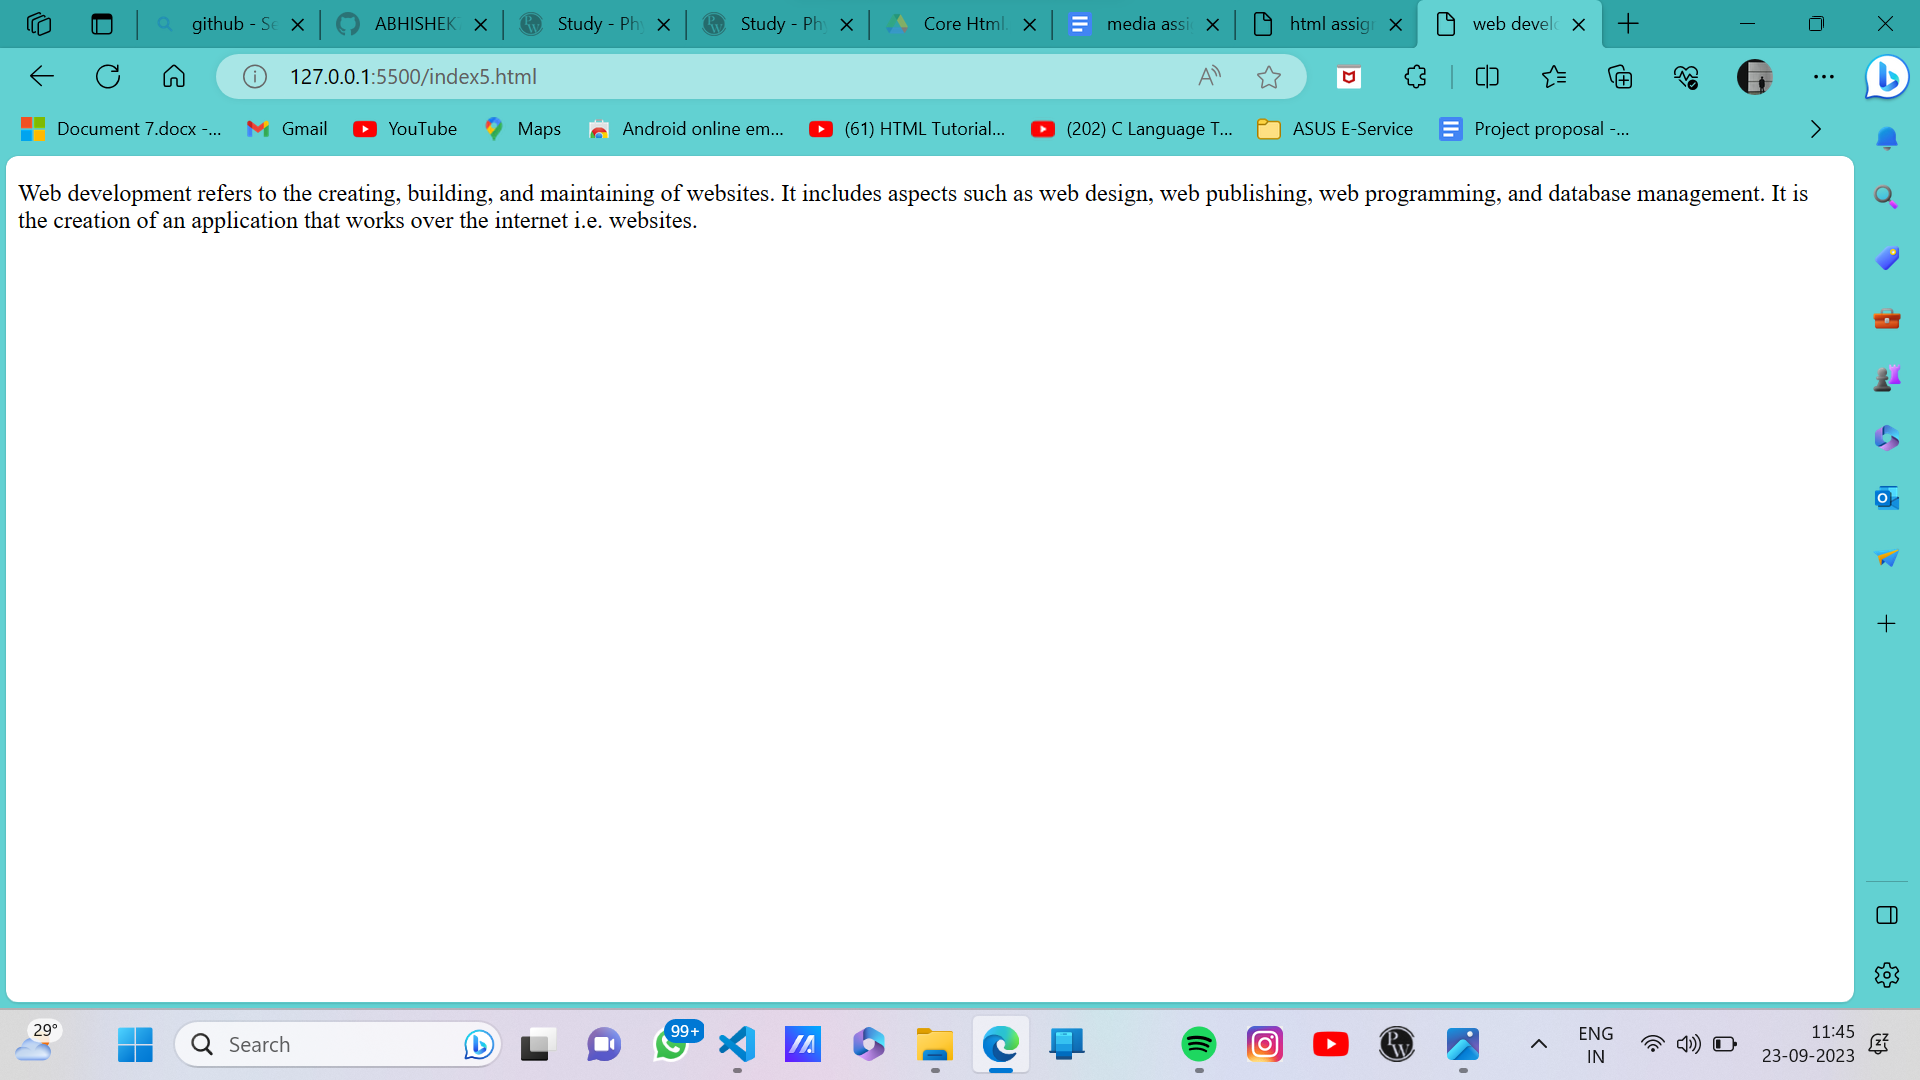 github - Se
ABHISHEK
Study - Ph
Study - Ph
Core Html.
media assi
html assig
web develo
127.0.0.1:5500/index5.html
Document 7.docx -...
Gmail
YouTube
Maps
Android online em...
(61) HTML Tutorial...
(202) C Language T...
ASUS E-Service
Project proposal -...
Web development refers to the creating, building, and maintaining of websites. It includes aspects such as web design, web publishing, web programming, and database management. It is
the creation of an application that works over the internet i.e. websites.
29°
Search
99+
ENG
IN
11:45
23-09-2023